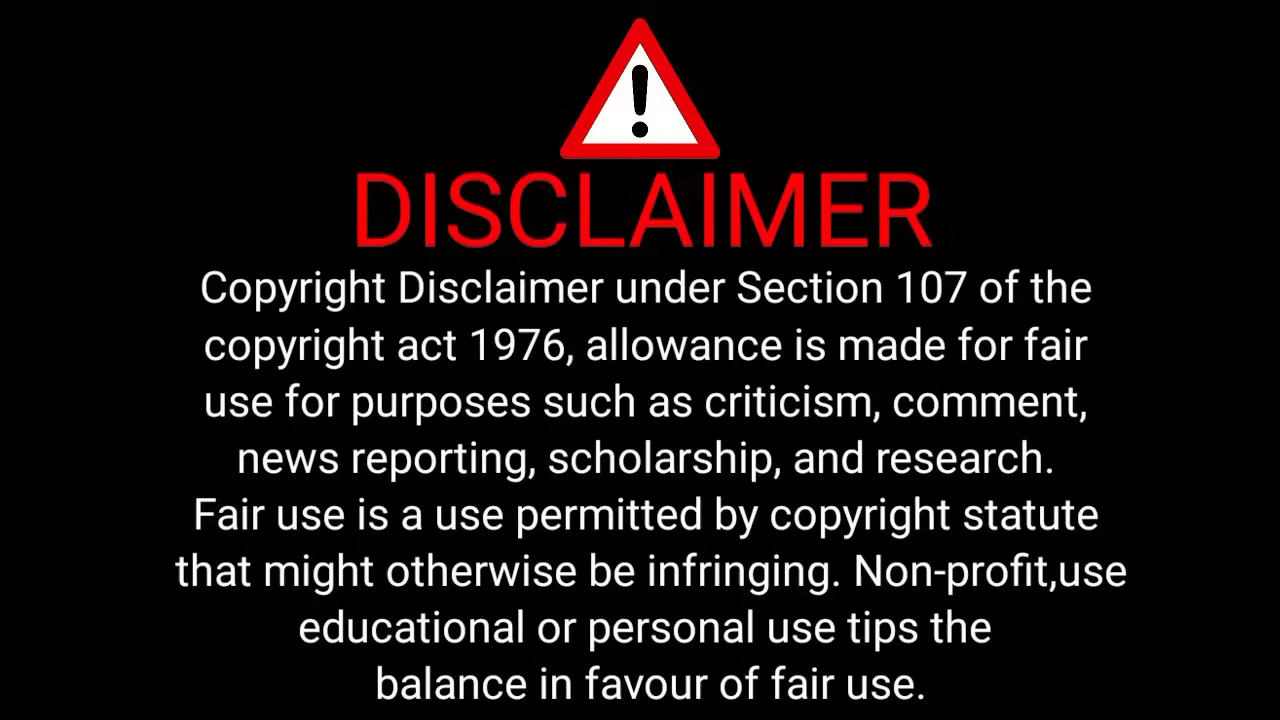 DISCLAIMER
Copyright Disclaimer under Section 107 of the
copyright act 1976, allowance is made for fair
use for purposes such as criticism, comment,
news reporting, scholarship, and research.
Fair use is a use permitted by copyright statute
that might otherwise be infringing. Non-profit,use
educational or personal use tips the
balance in favour of fair use.